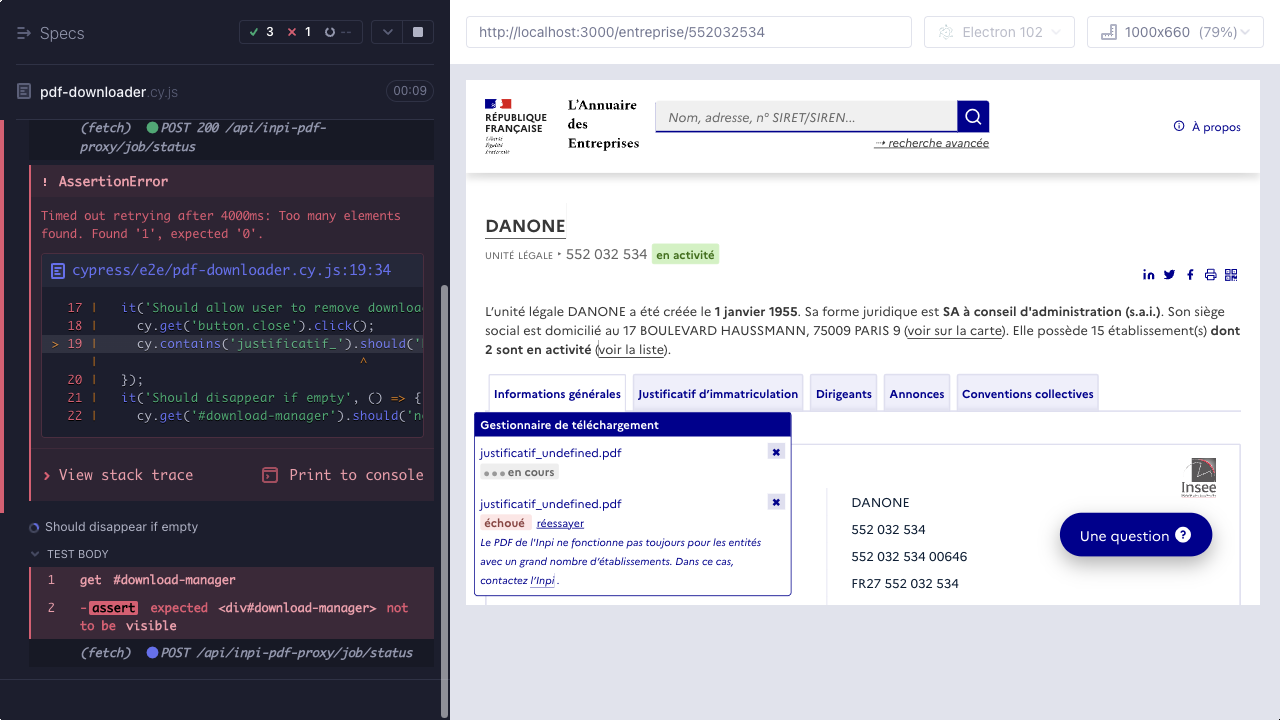 Specs
3 1 --
pdf-downloader.cy.js
00:09
(fetch) POST 200 /api/inpi-pdf-
proxy/job/status
! AssertionError
Timed out retrying after 4000ms: Too many elements
found. Found '1', expected '0'.
cypress/e2e/pdf-downloader.cy.js:19:34
17 | it('Should allow user to remove downloa
18 | cy.get('button.close').click();
> 19 | cy.contains('justificatif_').should('
| ^
20 | });
21 | it('Should disappear if empty', () => {
22 | cy.get('#download-manager').should('n
View stack trace
Print to console
Should disappear if empty
TEST BODY
1 get #download-manager
2 -assert expected <div#download-manager> not
to be visible
(fetch) POST /api/inpi-pdf-proxy/job/status
http://localhost:3000/entreprise/552032534
Electron 102
1000x660 (79%)
RÉPUBLIQUE
FRANÇAISE
Liberté
Égalité
Fraternité
L'Annuaire
des
Entreprises
Nom, adresse, n° SIRET/SIREN...
⇢ recherche avancée
À propos
DANONE
UNITÉ LÉGALE • 552 032 534 en activité
L'unité légale DANONE a été créée le 1 janvier 1955. Sa forme juridique est SA à conseil d'administration (s.a.i.). Son siège
social est domicilié au 17 BOULEVARD HAUSSMANN, 75009 PARIS 9 (voir sur la carte). Elle possède 15 établissement(s) dont
2 sont en activité (voir la liste).
Informations générales
Justificatif d'immatriculation
Dirigeants
Annonces
Conventions collectives
Gestionnaire de téléchargement
justificatif_undefined.pdf
en cours
justificatif_undefined.pdf
échoué réessayer
Le PDF de l'Inpi ne fonctionne pas toujours pour les entités
avec un grand nombre d'établissements. Dans ce cas,
contactez l'Inpi .
Insee
DANONE
552 032 534
552 032 534 00646
FR27 552 032 534
Une question ?